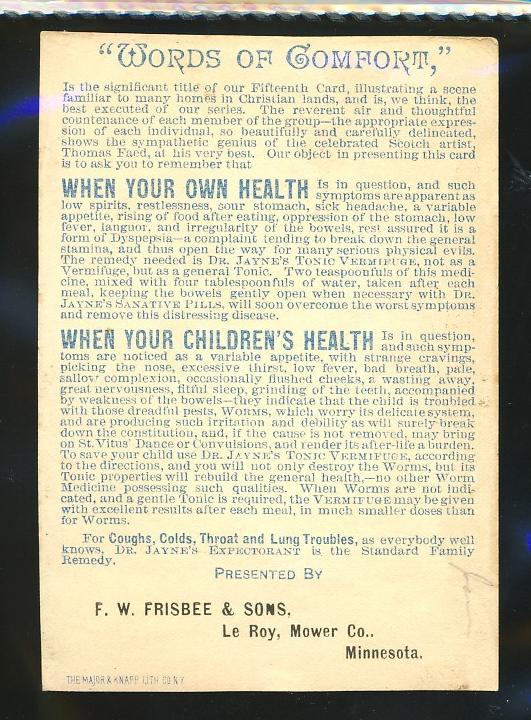 "WORDS OF COMFORT,"
Is the significant title of our Fifteenth Card, illustrating a scene
familiar to many homes in Christian lands, and is, we think, the
best executed of our series. The reverent air and thoughtful
countenance of each member of the group—the appropriate expres-
sion of each individual, so beautifully and carefully delineated,
shows the sympathetic genius of the celebrated Scotch artist,
Thomas Faed, at his very best. Our object in presenting this card
is to ask you to remember that
WHEN YOUR OWN HEALTH Is in question, and such
symptoms are apparent as
low spirits, restlessness, sour stomach, sick headache, a variable
appetite, rising of food after eating, oppression of the stomach, low
fever, languor, and irregularity of the bowels, rest assured it is a
form of Dyspepsia—a complaint tending to break down the general
stamina, and thus open the way for many serious physical evils.
The remedy needed is DR. JAYNE'S TONIC VERMIFUGE, not as a
Vermifuge, but as a general Tonic. Two teaspoonfuls of this medi-
cine, mixed with four tablespoonfuls of water, taken after each
meal, keeping the bowels gently open when necessary with DR.
JAYNE'S SANATIVE PILLS, will soon overcome the worst symptoms
and remove this distressing disease.
WHEN YOUR CHILDREN'S HEALTH Is in question,
and such symp-
toms are noticed as a variable appetite, with strange cravings,
picking the nose, excessive thirst, low fever, bad breath, pale,
sallow complexion, occasionally flushed cheeks, a wasting away,
great nervousness, fitful sleep, grinding of the teeth, accompanied
by weakness of the bowels—they indicate that the child is troubled
with those dreadful pests, WORMS, which worry its delicate system,
and are producing such irritation and debility as will surely break
down the constitution, and, if the cause is not removed, may bring
on St. Vitus' Dance or Convulsions, and render its after-life a burden.
To save your child use DR. JAYNE'S TONIC VERMIFUGE, according
to the directions, and you will not only destroy the Worms, but its
Tonic properties will rebuild the general health,—no other Worm
Medicine possessing such qualities. When Worms are not indi-
cated, and a gentle Tonic is required, the VERMIFUGE may be given
with excellent results after each meal, in much smaller doses than
for Worms.
For Coughs, Colds, Throat and Lung Troubles, as everybody well
knows, DR. JAYNE'S EXPECTORANT is the Standard Family
Remedy.
PRESENTED BY
F. W. FRISBEE & SONS,
Le Roy, Mower Co..
Minnesota.
THE MAJOR & KNAPP LITH. CO. N.Y.